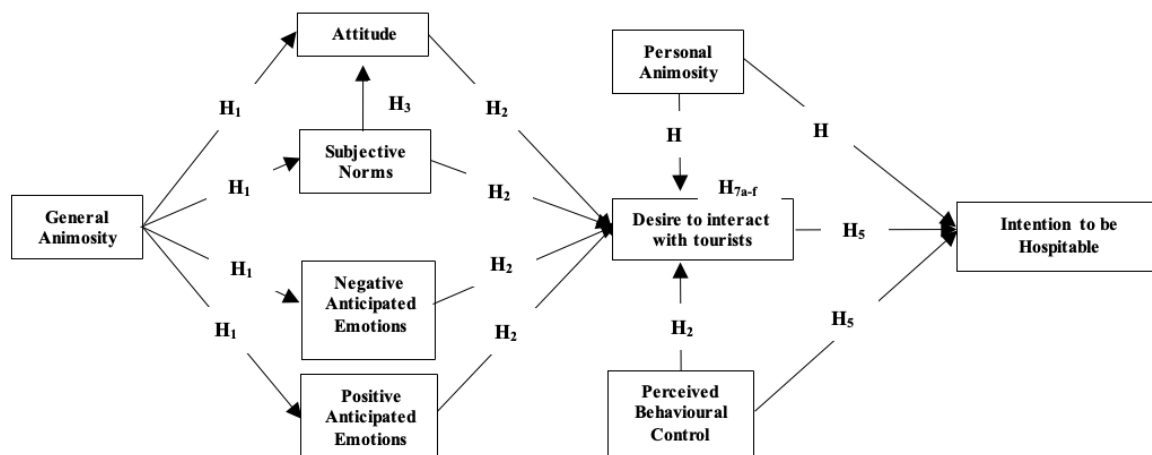 Attitude
Personal
Animosity
H₁
H₃
H₂
H
H
Subjective
Norms
H₁
H₂
H₇ₐ₋f
General
Animosity
Desire to interact
with tourists
H₅
Intention to be
Hospitable
H₁
Negative
Anticipated
Emotions
H₂
H₁
H₂
H₂
H₅
Positive
Anticipated
Emotions
Perceived
Behavioural
Control